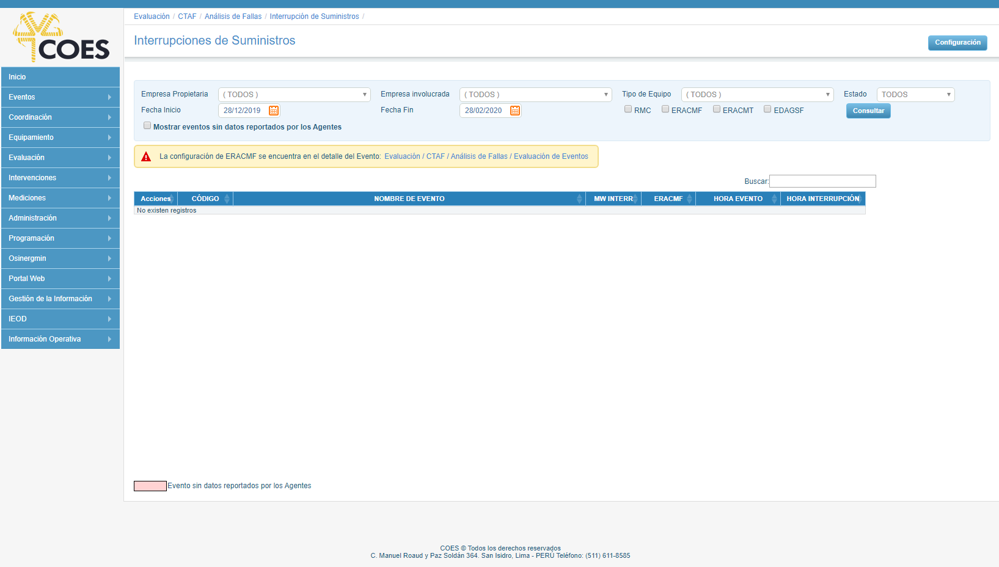 COES
Evaluación / CTAF / Análisis de Fallas / Interrupción de Suministros /
Interrupciones de Suministros
Configuración
Inicio
Eventos
Coordinación
Equipamiento
Evaluación
Intervenciones
Mediciones
Administración
Programación
Osinergmin
Portal Web
Gestión de la Información
IEOD
Información Operativa
Empresa Propietaria ( TODOS ) Empresa involucrada ( TODOS ) Tipo de Equipo ( TODOS ) Estado TODOS
Fecha Inicio 28/12/2019 Fecha Fin 28/02/2020 RMC ERACMF ERACMT EDAGSF Consultar
Mostrar eventos sin datos reportados por los Agentes
La configuración de ERACMF se encuentra en el detalle del Evento: Evaluación / CTAF / Análisis de Fallas / Evaluación de Eventos
Buscar:
Acciones CÓDIGO NOMBRE DE EVENTO MW INTERR ERACMF HORA EVENTO HORA INTERRUPCIÓN
No existen registros
Evento sin datos reportados por los Agentes
COES © Todos los derechos reservados
C. Manuel Roaud y Paz Soldán 364. San Isidro, Lima - PERÚ Teléfono: (511) 611-8585